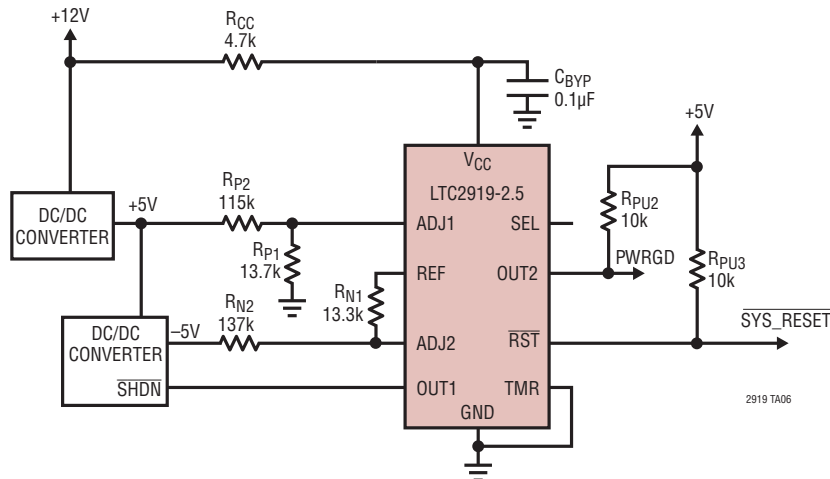 +12V
RCC
4.7k
CBYP
0.1µF
+5V
VCC
LTC2919-2.5
DC/DC
CONVERTER
+5V
RP2
115k
RP1
13.7k
ADJ1
SEL
RPU2
10k
REF
OUT2
PWRGD
RPU3
10k
RN1
13.3k
RN2
137k
DC/DC
CONVERTER
–5V
SHDN
ADJ2
RST
SYS_RESET
OUT1
TMR
GND
2919 TA06